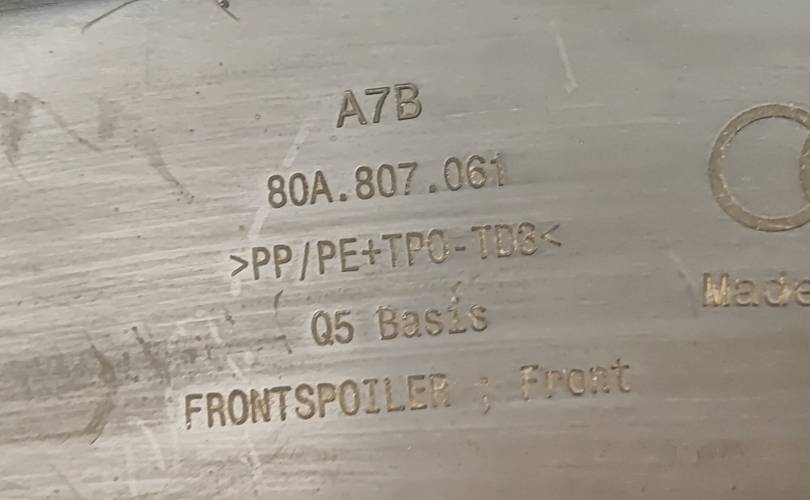 A7B
80A.807.061
>PP/PE+TPO-TD3<
Q5 Basis
FRONTSPOILER ; Front
Made